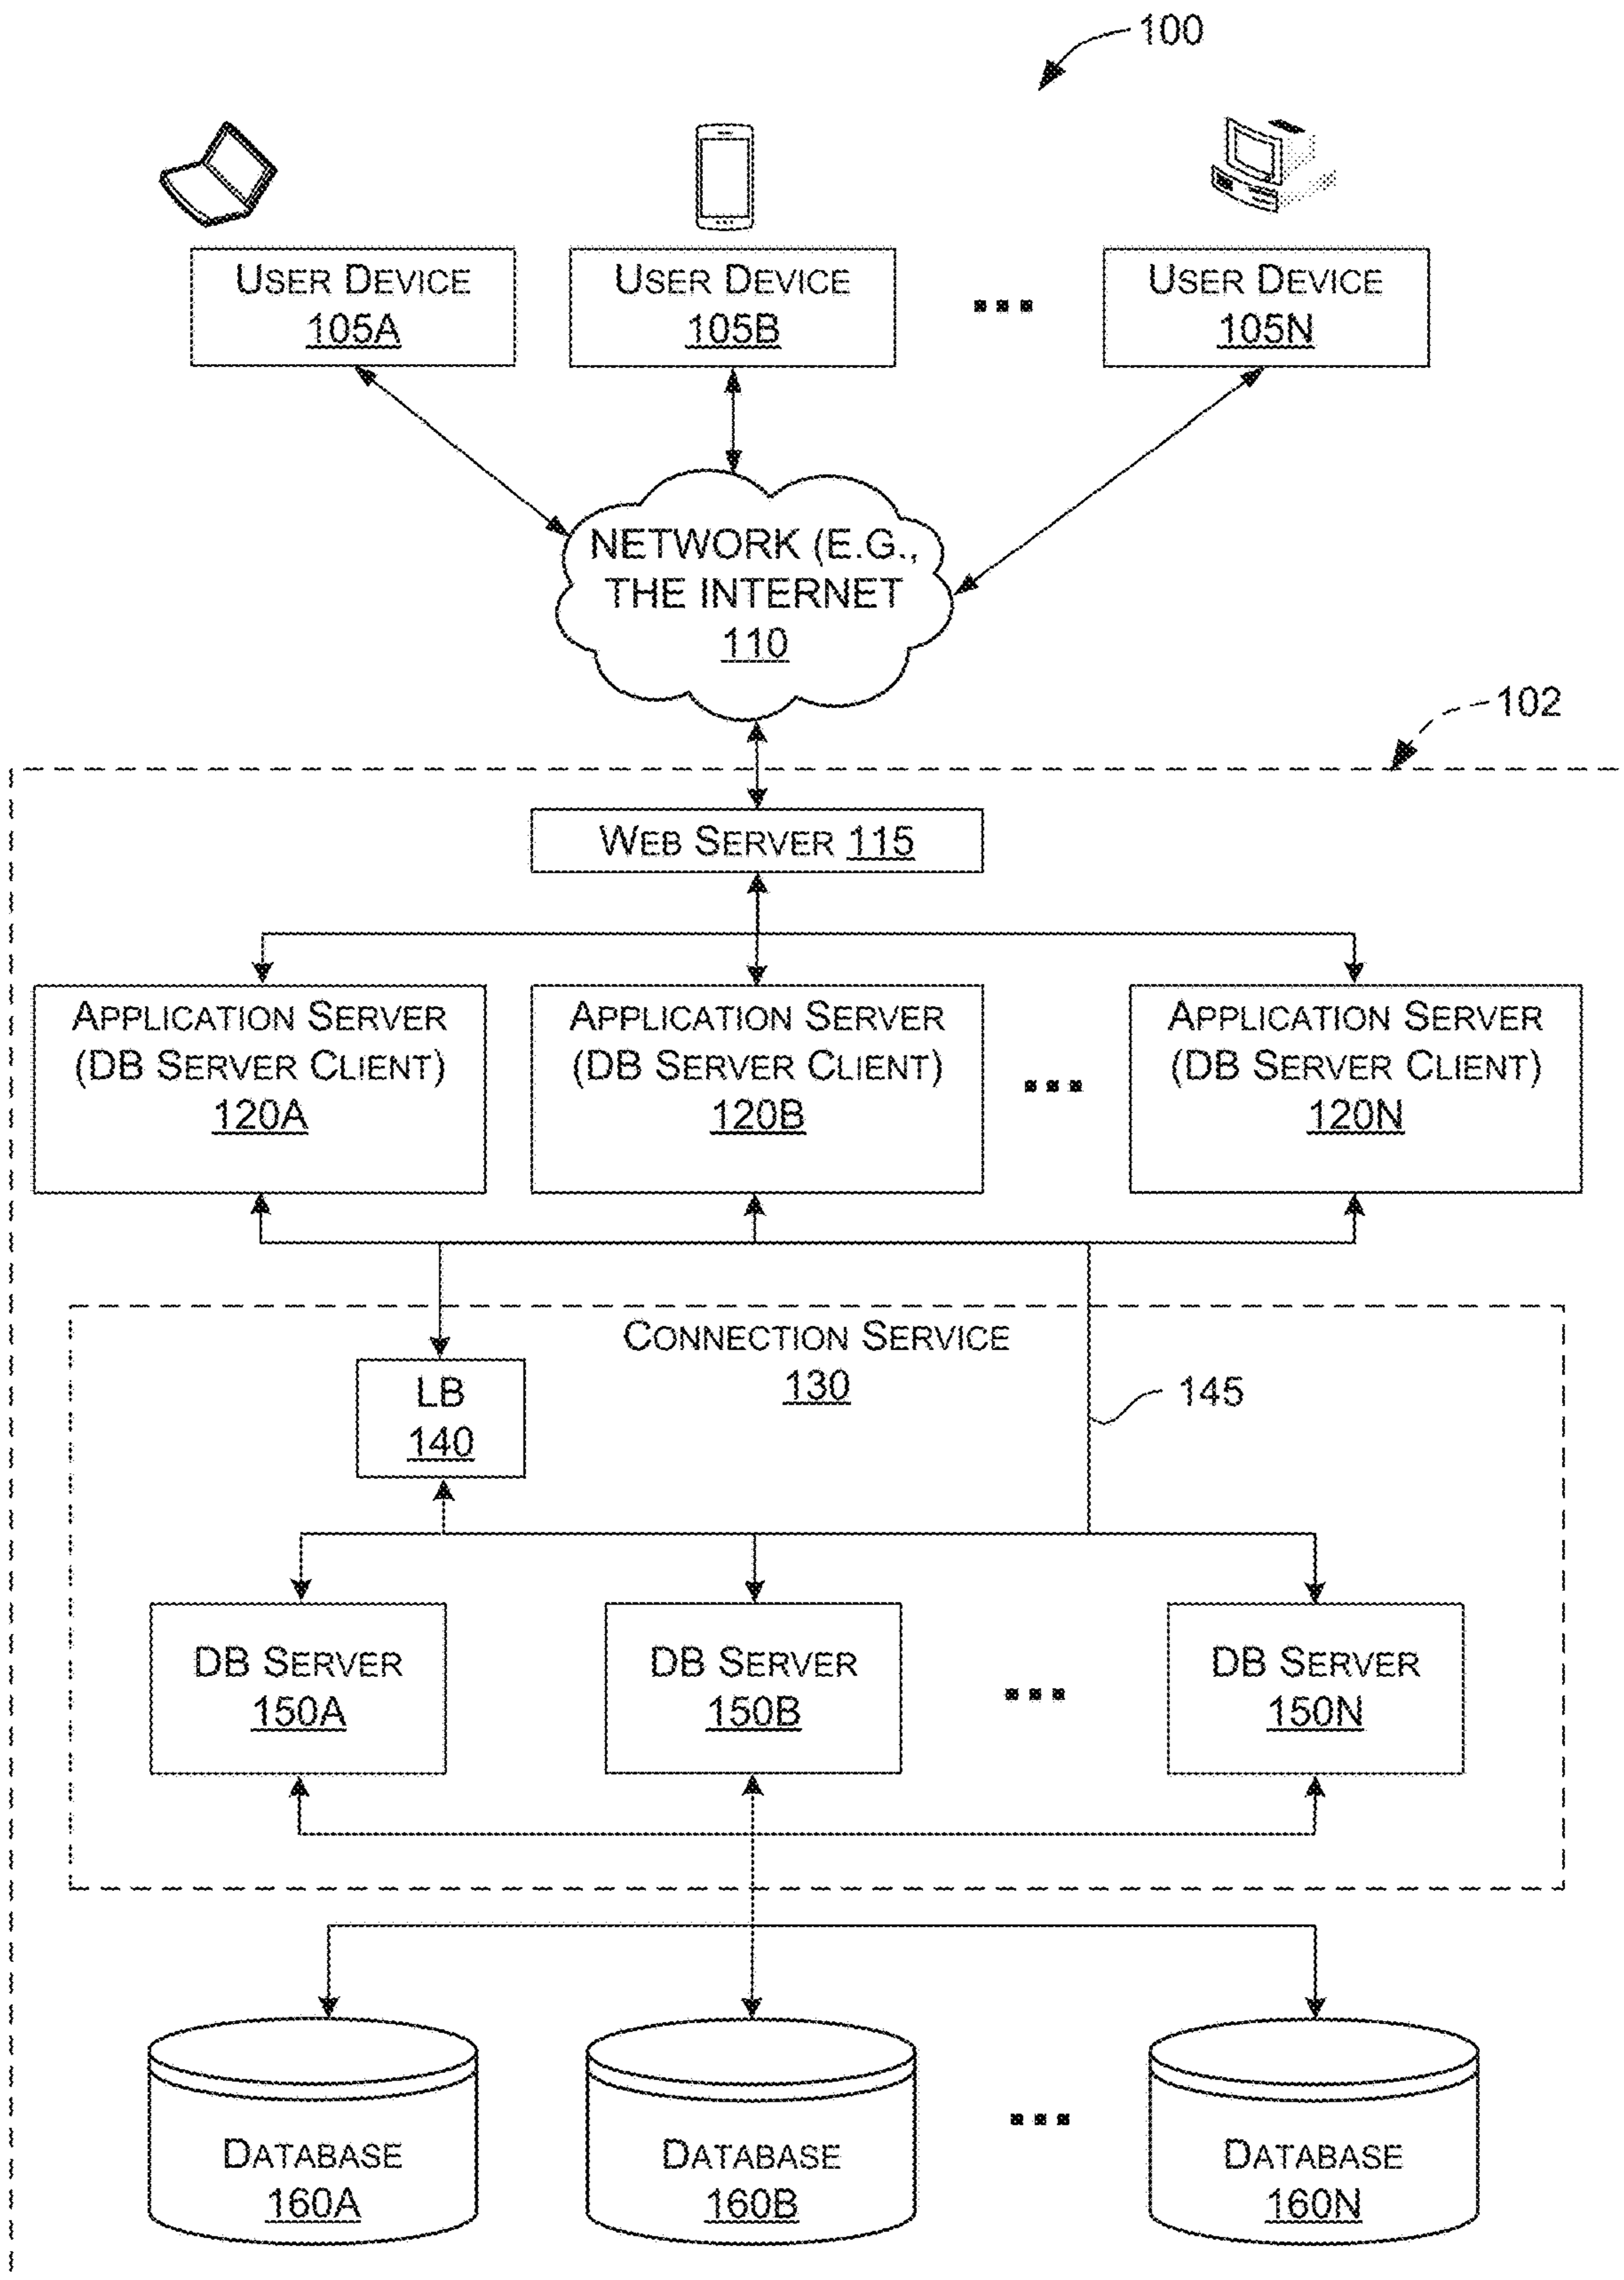 100
USER DEVICE
105A
USER DEVICE
105B
USER DEVICE
105N
NETWORK (E.G.,
THE INTERNET
110
102
WEB SERVER 115
APPLICATION SERVER
(DB SERVER CLIENT)
120A
APPLICATION SERVER
(DB SERVER CLIENT)
120B
APPLICATION SERVER
(DB SERVER CLIENT)
120N
CONNECTION SERVICE
130
LB
140
145
DB SERVER
150A
DB SERVER
150B
DB SERVER
150N
DATABASE
160A
DATABASE
160B
DATABASE
160N